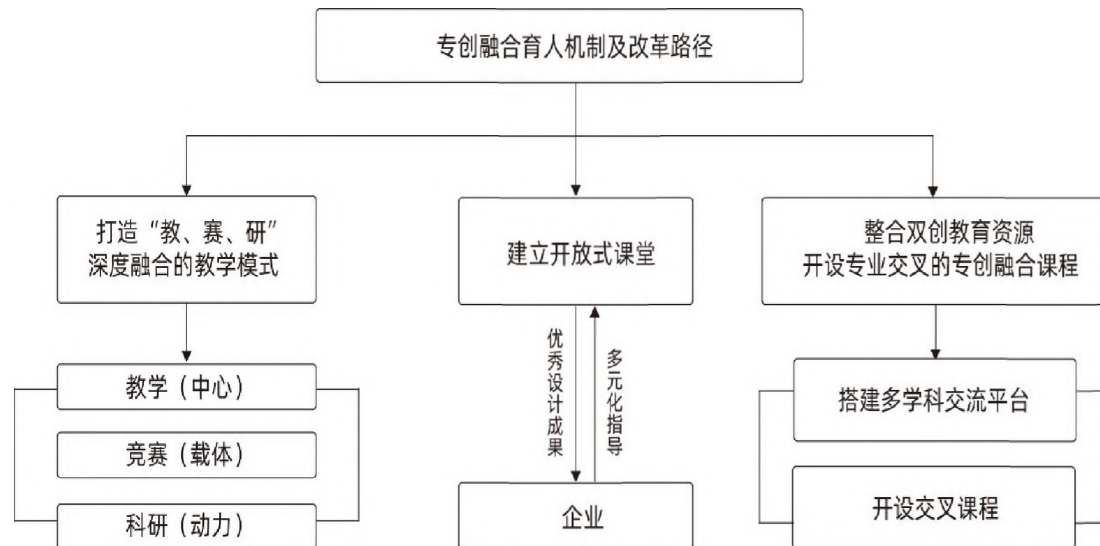 专创融合育人机制及改革路径
打造“教、赛、研”
深度融合的教学模式
建立开放式课堂
整合双创教育资源
开设专业交叉的专创融合课程
优秀设计成果
多元化指导
教学（中心）
竞赛（载体）
科研（动力）
企业
搭建多学科交流平台
开设交叉课程